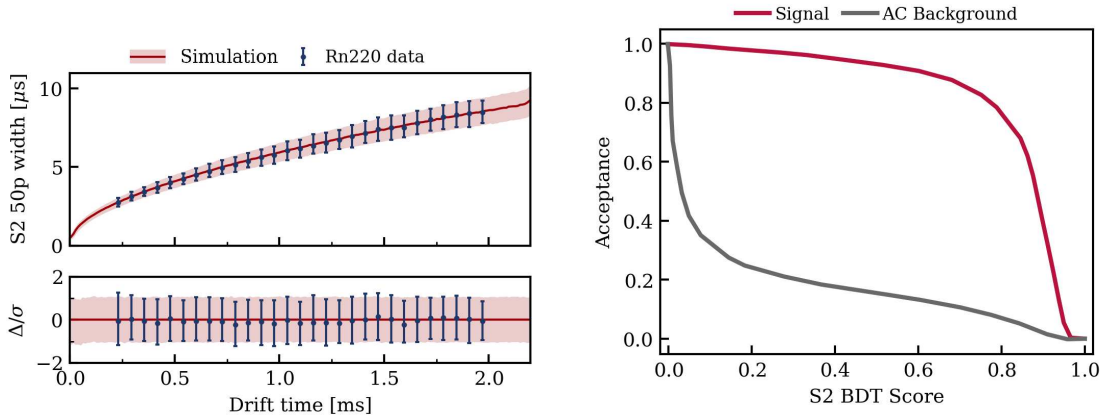 Simulation Rn220 data
S2 50p width [μs]
10
5
0
Δ/σ
2
0
−2
0.0 0.5 1.0 1.5 2.0
Drift time [ms]
Signal AC Background
Acceptance
1.0
0.8
0.6
0.4
0.2
0.0
0.0 0.2 0.4 0.6 0.8 1.0
S2 BDT Score